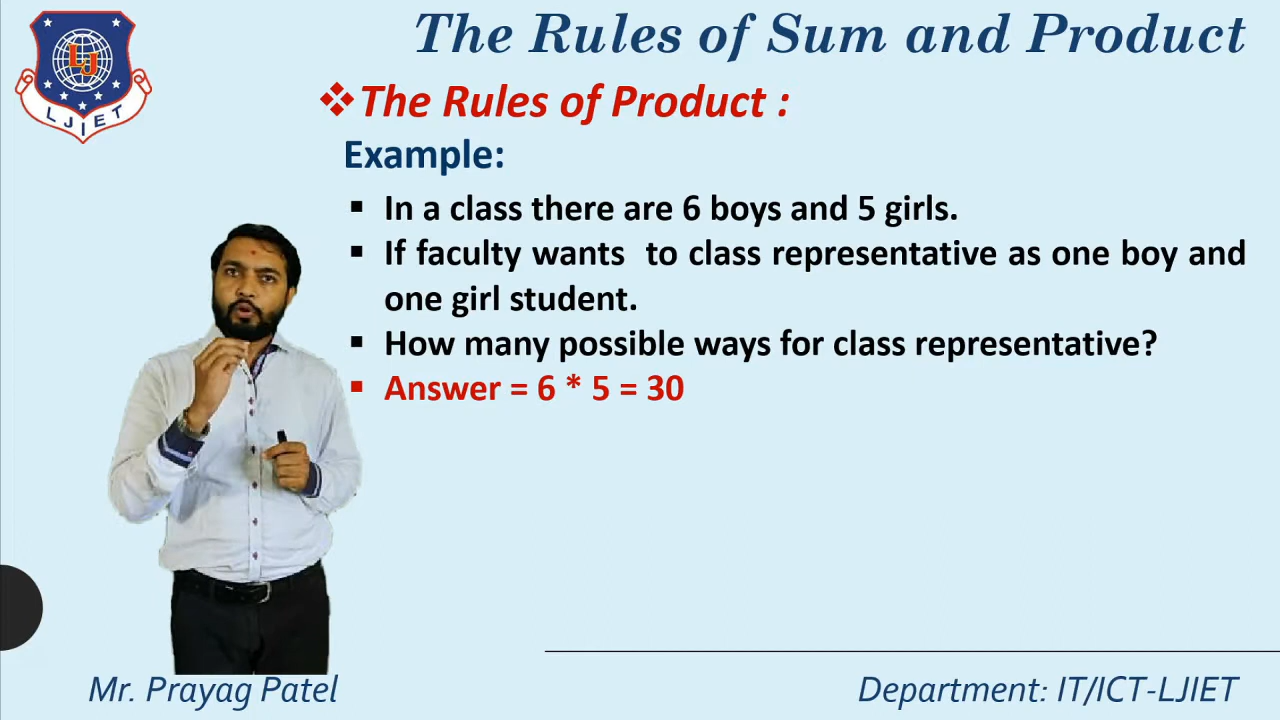 The Rules of Sum and Product
LJ
LJIET
❖The Rules of Product :
Example:
▪ In a class there are 6 boys and 5 girls.
▪ If faculty wants to class representative as one boy and
one girl student.
▪ How many possible ways for class representative?
▪ Answer = 6 * 5 = 30
Mr. Prayag Patel
Department: IT/ICT-LJIET